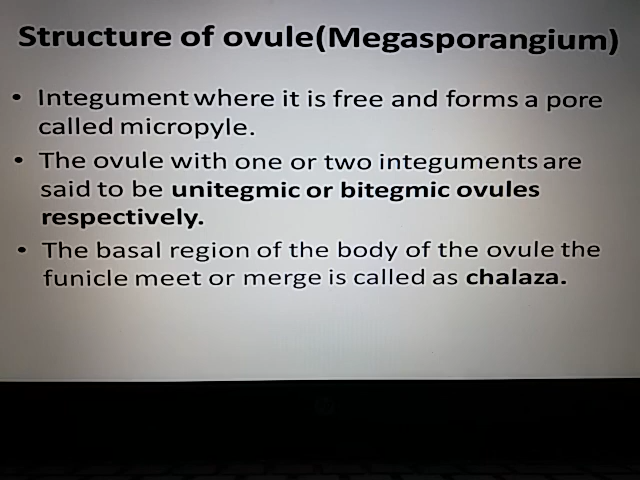 Structure of ovule(Megasporangium)
• Integument where it is free and forms a pore
called micropyle.
• The ovule with one or two integuments are
said to be unitegmic or bitegmic ovules
respectively.
• The basal region of the body of the ovule the
funicle meet or merge is called as chalaza.